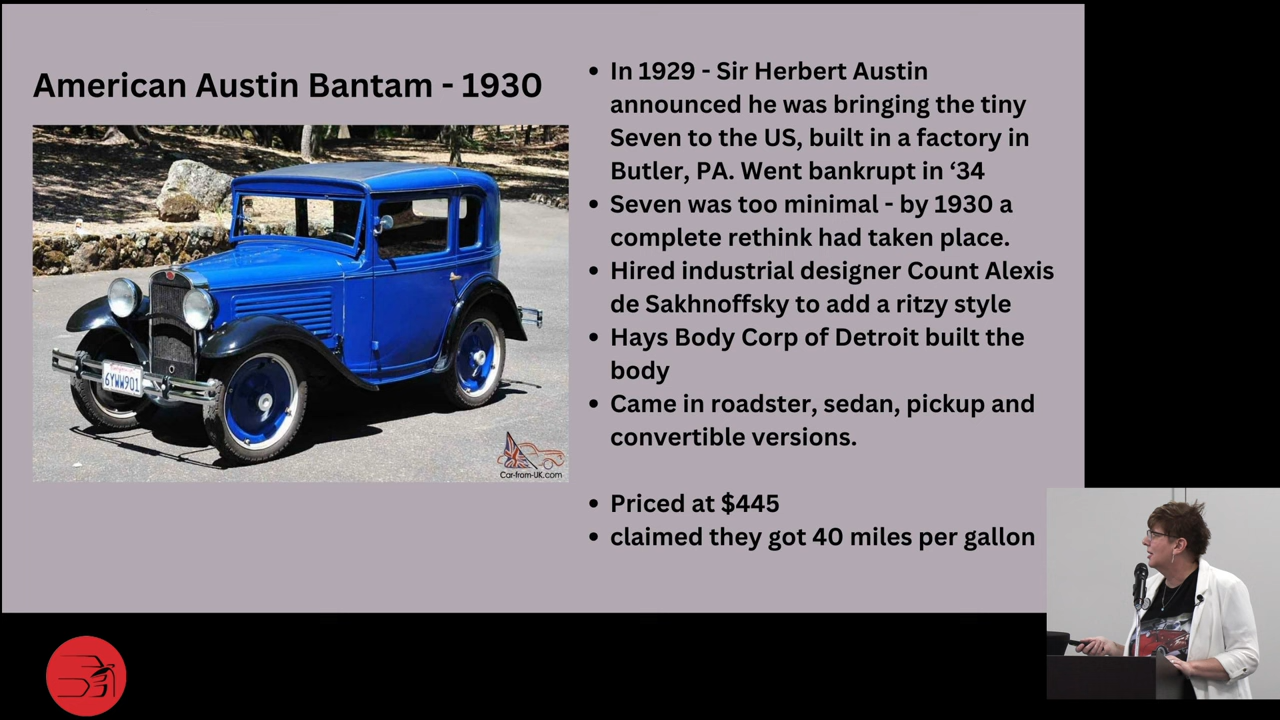 American Austin Bantam - 1930
6YWW901
Car-from-UK.com
• In 1929 - Sir Herbert Austin
announced he was bringing the tiny
Seven to the US, built in a factory in
Butler, PA. Went bankrupt in ‘34
• Seven was too minimal - by 1930 a
complete rethink had taken place.
• Hired industrial designer Count Alexis
de Sakhnoffsky to add a ritzy style
• Hays Body Corp of Detroit built the
body
• Came in roadster, sedan, pickup and
convertible versions.
• Priced at $445
• claimed they got 40 miles per gallon